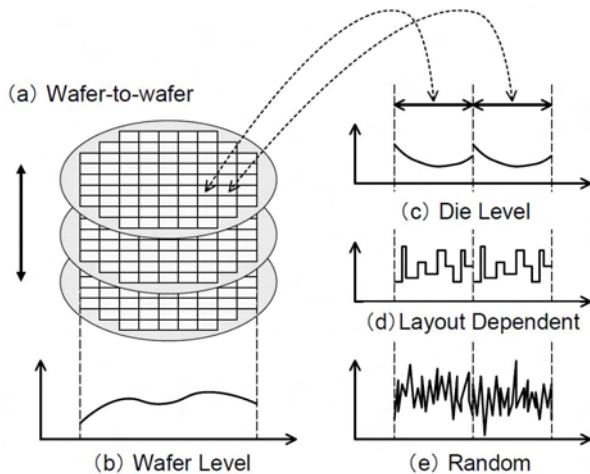 (a) Wafer-to-wafer
(c) Die Level
(d) Layout Dependent
(b) Wafer Level
(e) Random